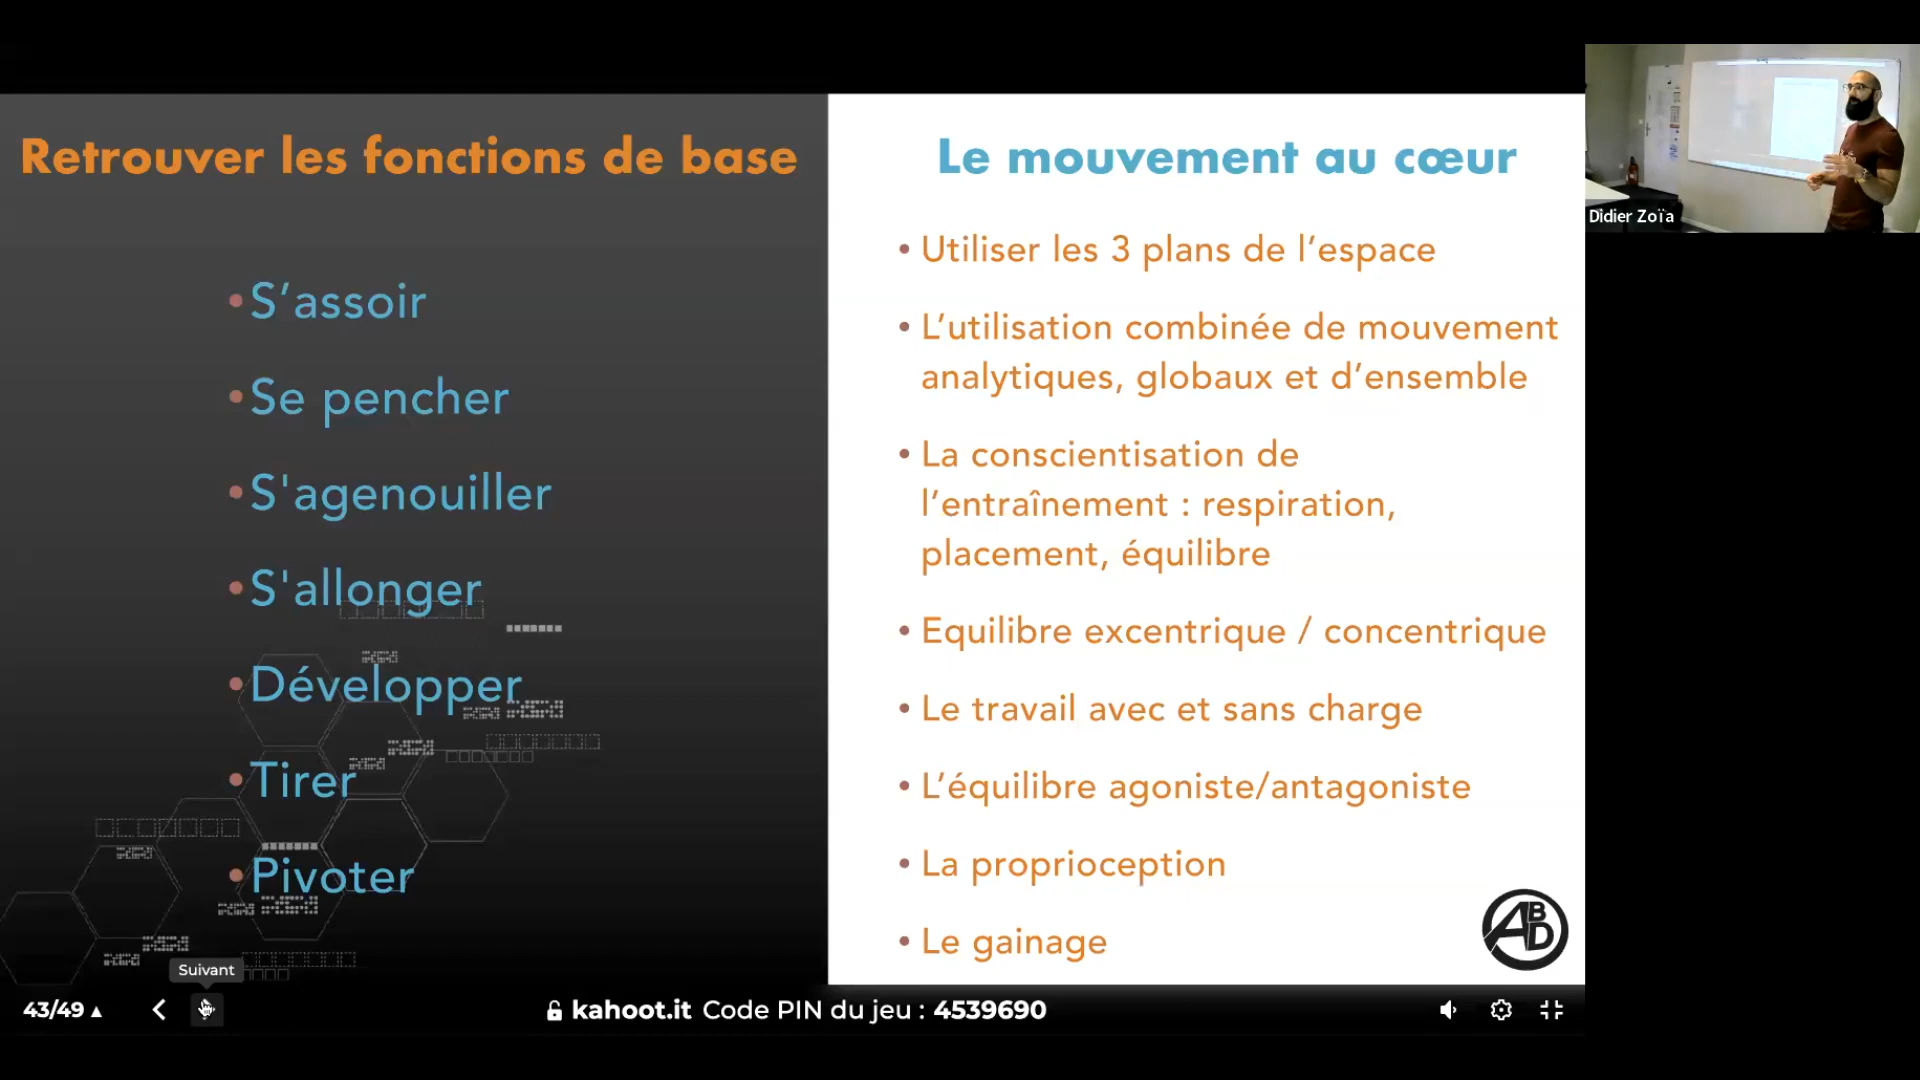 Retrouver les fonctions de base
•S’assoir
•Se pencher
•S'agenouiller
•S'allonger
•Développer
•Tirer
•Pivoter
Le mouvement au cœur
• Utiliser les 3 plans de l’espace
• L’utilisation combinée de mouvement
analytiques, globaux et d’ensemble
• La conscientisation de
l’entraînement : respiration,
placement, équilibre
• Equilibre excentrique / concentrique
• Le travail avec et sans charge
• L’équilibre agoniste/antagoniste
• La proprioception
• Le gainage
ABD
Didier Zoïa
Suivant
43/49 ▲
kahoot.it Code PIN du jeu : 4539690